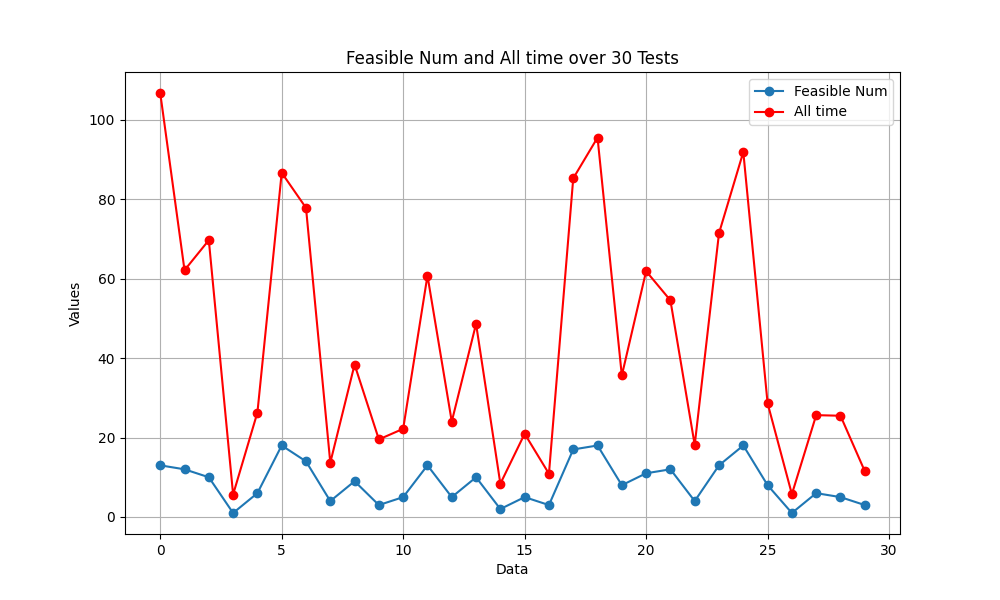 Feasible Num and All time over 30 Tests
Feasible Num
All time
100
80
60
40
20
0
Values
0 5 10 15 20 25 30
Data